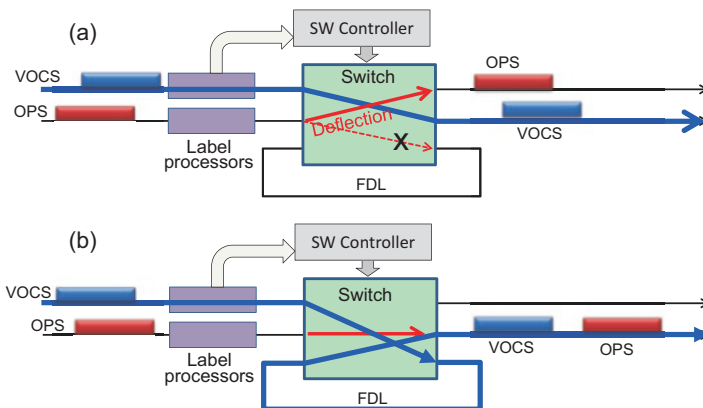 (a)
SW Controller
VOCS
Switch
OPS
OPS
Deflection
X
VOCS
Label
processors
FDL
(b)
SW Controller
VOCS
Switch
OPS
VOCS
OPS
Label
processors
FDL